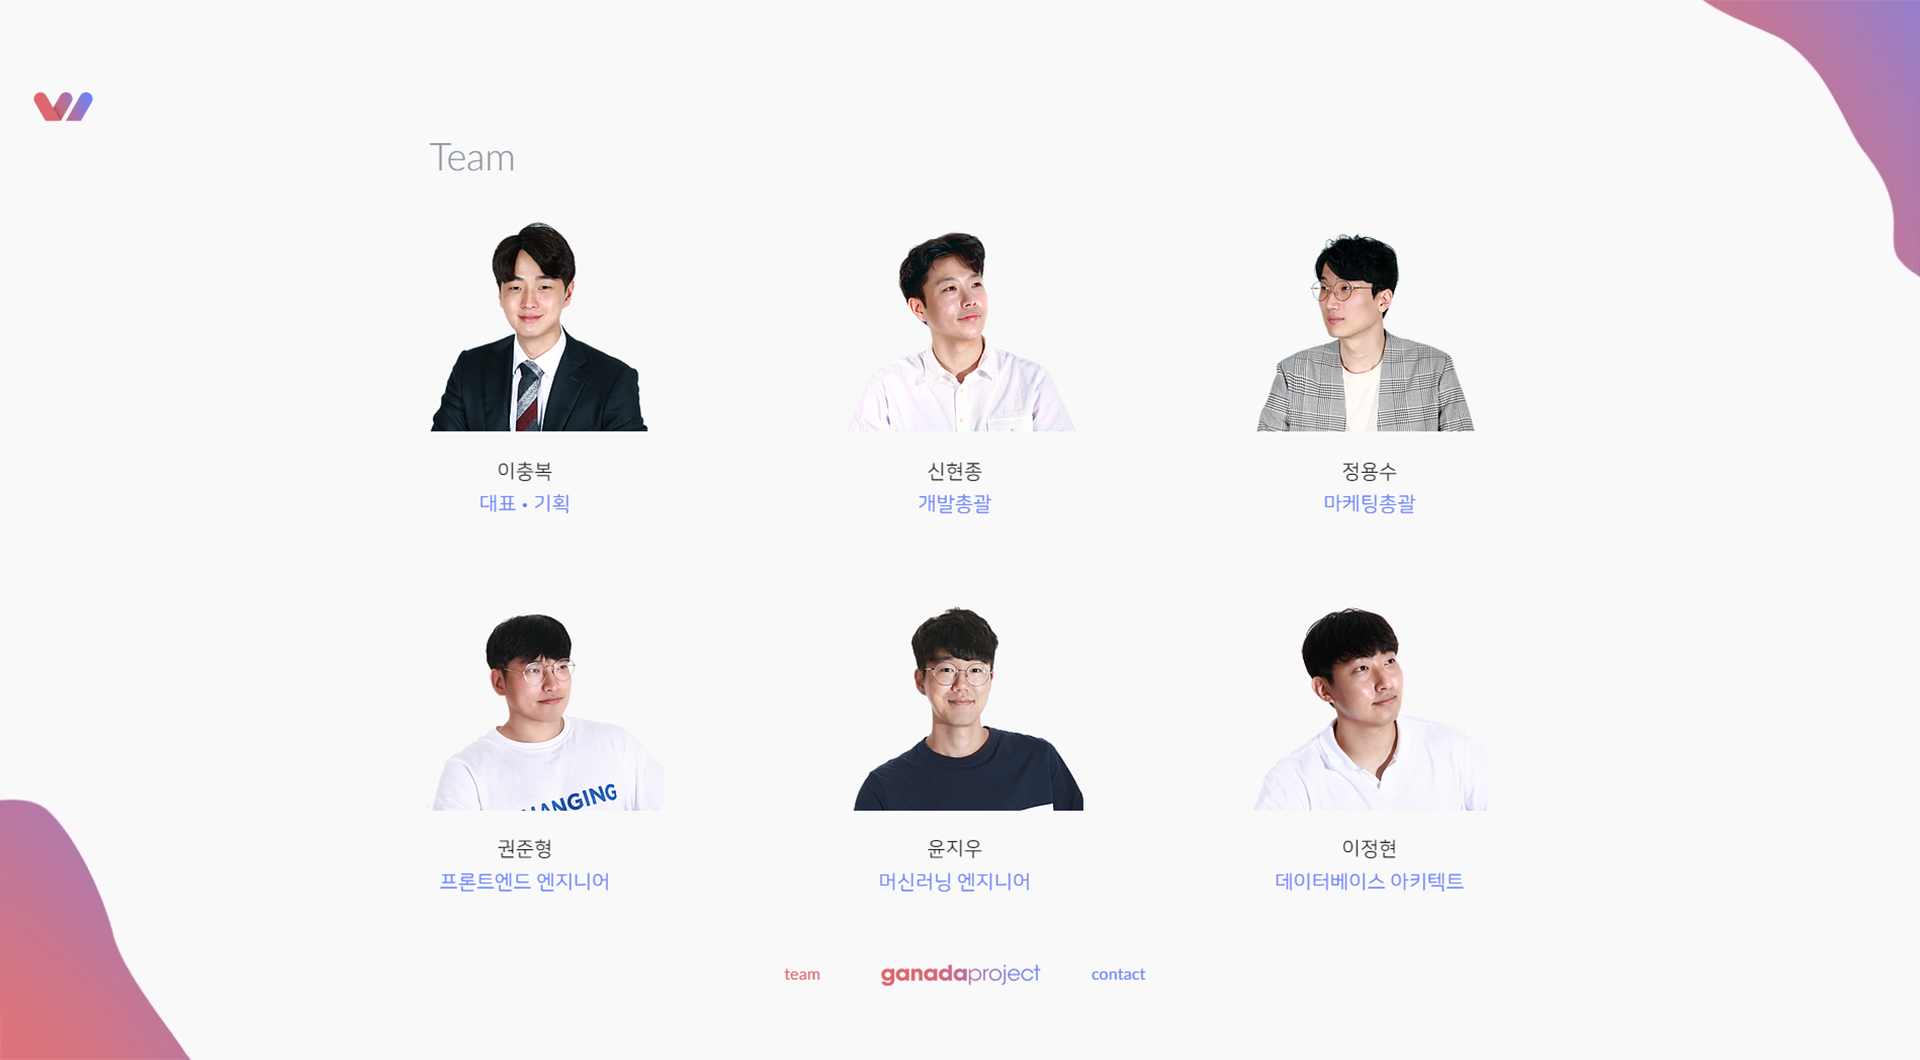 Team
이충복
대표 • 기획
신현종
개발총괄
정용수
마케팅총괄
HANGING
권준형
프론트엔드 엔지니어
윤지우
머신러닝 엔지니어
이정현
데이터베이스 아키텍트
team
ganadaproject
contact